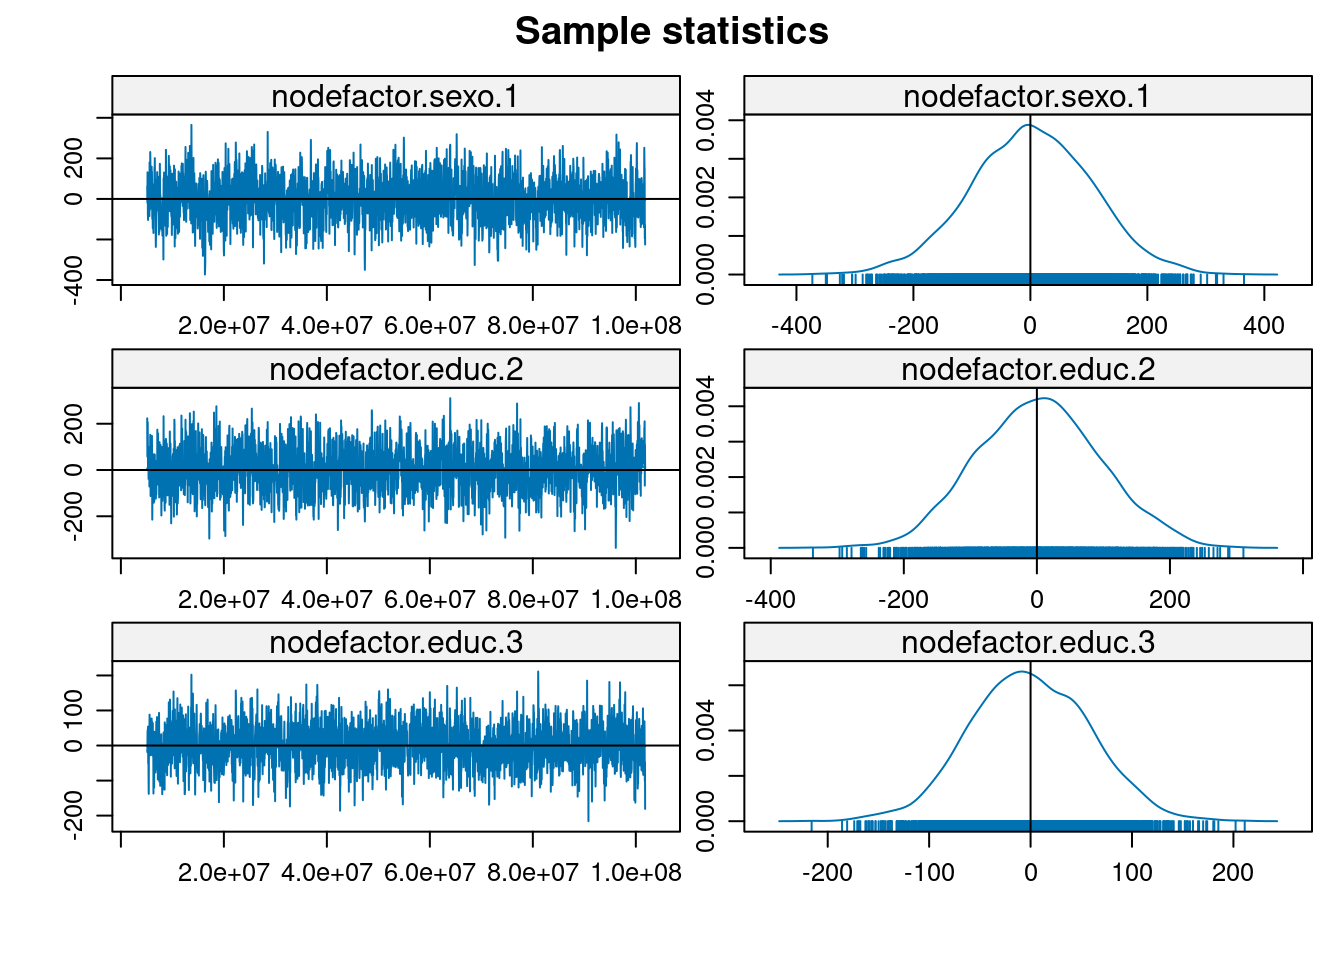 Sample statistics
nodefactor.sexo.1
-400 0 200
2.0e+07 4.0e+07 6.0e+07 8.0e+07 1.0e+08
nodefactor.sexo.1
0.000 0.002 0.004
-400 -200 0 200 400
nodefactor.educ.2
-200 0 200
2.0e+07 4.0e+07 6.0e+07 8.0e+07 1.0e+08
nodefactor.educ.2
0.000 0.002 0.004
-400 -200 0 200
nodefactor.educ.3
-200 0 100
2.0e+07 4.0e+07 6.0e+07 8.0e+07 1.0e+08
nodefactor.educ.3
0.000 0.004
-200 -100 0 100 200